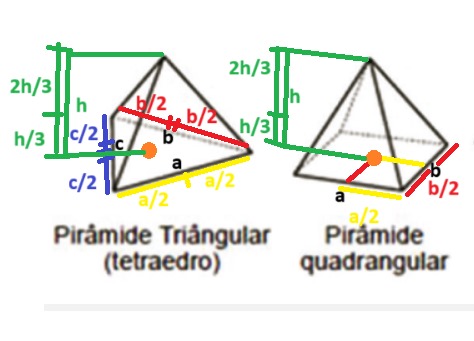 2h/3
h
h/3
c/2
c
c/2
b/2
b/2
b
a
a/2
a/2
2h/3
h
h/3
a
a/2
b
b/2
Pirâmide Triângular
(tetraedro)
Pirâmide
quadrangular